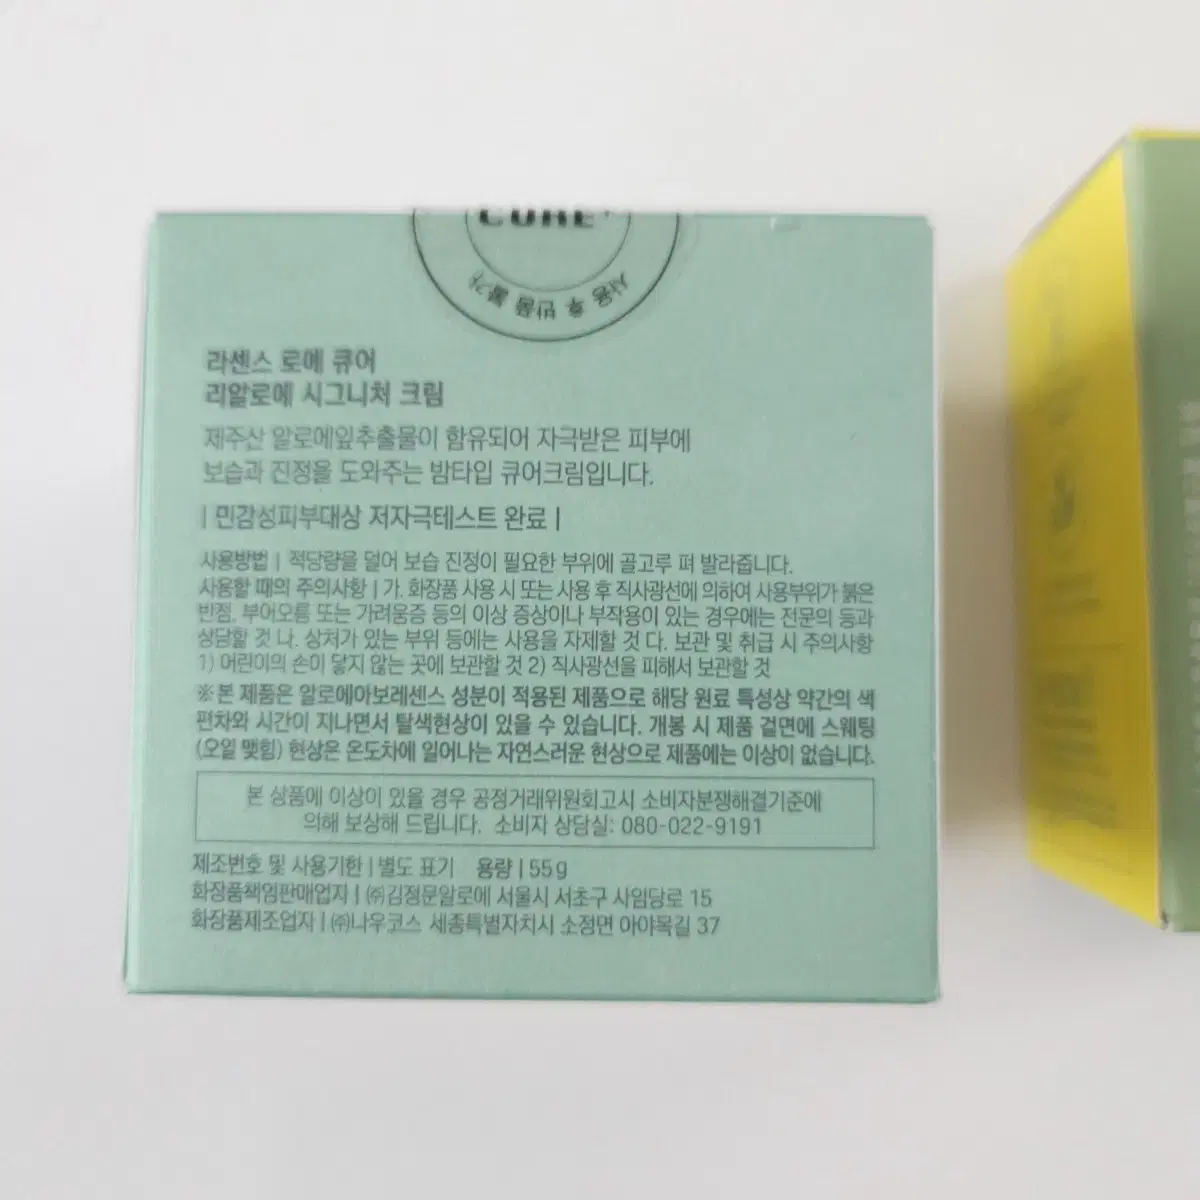 CURE+
사용 후 반품 불가
라센스 로에 큐어
리얄로에 시그니처 크림
제주산 알로에잎추출물이 함유되어 자극받은 피부에
보습과 진정을 도와주는 밤타입 큐어크림입니다.
| 민감성피부대상 저자극테스트 완료 |
사용방법 | 적당량을 덜어 보습 진정이 필요한 부위에 골고루 펴 발라줍니다.
사용할 때의 주의사항 | 가. 화장품 사용 시 또는 사용 후 직사광선에 의하여 사용부위가 붉은
반점, 부어오름 또는 가려움증 등의 이상 증상이나 부작용이 있는 경우에는 전문의 등과
상담할 것 나. 상처가 있는 부위 등에는 사용을 자제할 것 다. 보관 및 취급 시 주의사항
1) 어린이의 손이 닿지 않는 곳에 보관할 것 2) 직사광선을 피해서 보관할 것
※본 제품은 알로에아보레센스 성분이 적용된 제품으로 해당 원료 특성상 약간의 색
편차와 시간이 지나면서 탈색현상이 있을 수 있습니다. 개봉 시 제품 겉면에 스웨팅
(오일 맺힘) 현상은 온도차에 일어나는 자연스러운 현상으로 제품에는 이상이 없습니다.
본 상품에 이상이 있을 경우 공정거래위원회고시 소비자분쟁해결기준에
의해 보상해 드립니다. 소비자 상담실: 080-022-9191
제조번호 및 사용기한 | 별도 표기 용량 | 55g
화장품책임판매업자 | ㈜김정문알로에 서울시 서초구 사임당로 15
화장품제조업자 | ㈜나우코스 세종특별자치시 소정면 아야목길 37